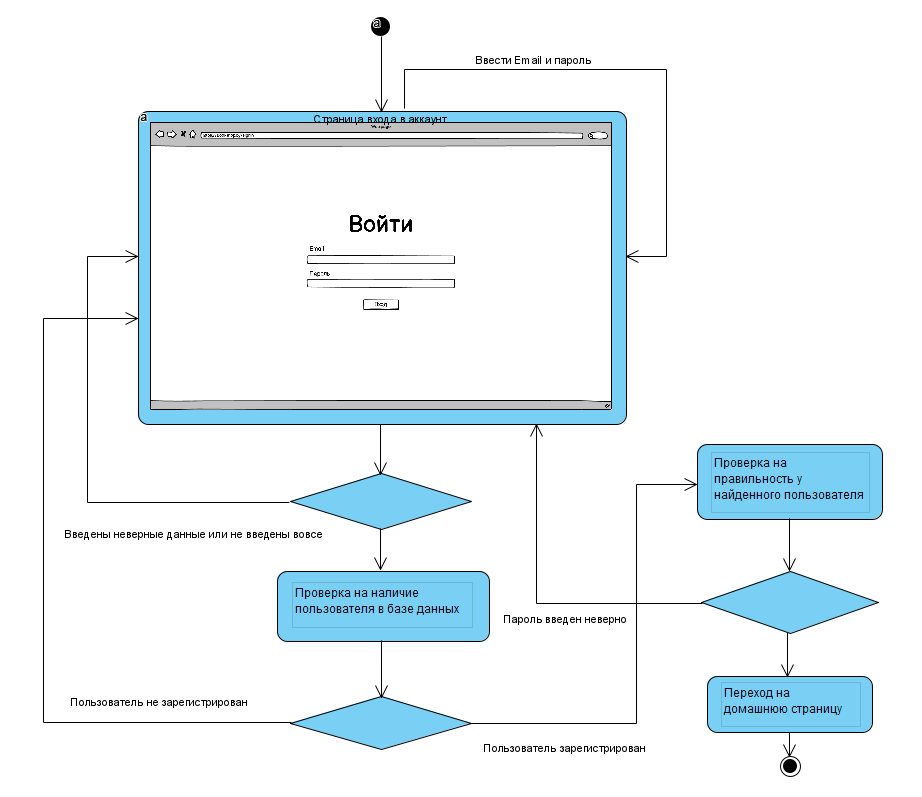 a
Ввести Email и пароль
a
Страница входа в аккаунт
Войти
Email
Пароль
Вход
Введены неверные данные или не введены вовсе
Проверка на
правильность у
найденного пользователя
Проверка на наличие
пользователя в базе данных
Пароль введен неверно
Пользователь не зарегистрирован
Переход на
домашнюю страницу
Пользователь зарегистрирован